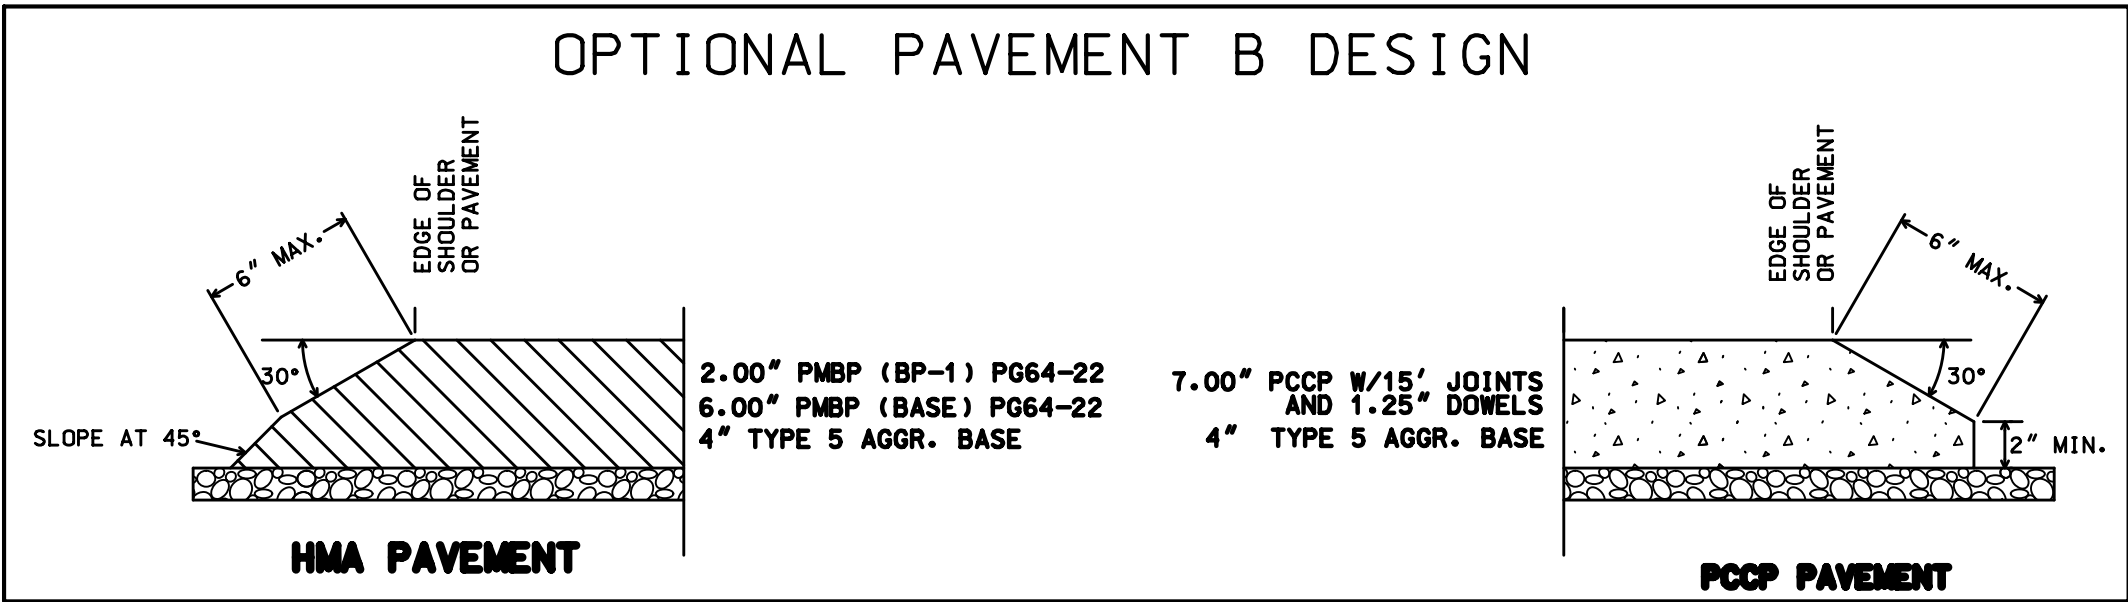 OPTIONAL PAVEMENT B DESIGN
EDGE OF
SHOULDER
OR PAVEMENT
6" MAX.
30°
SLOPE AT 45°
2.00" PMBP (BP-1) PG64-22
6.00" PMBP (BASE) PG64-22
4" TYPE 5 AGGR. BASE
HMA PAVEMENT
EDGE OF
SHOULDER
OR PAVEMENT
6" MAX.
30°
2" MIN.
7.00" PCCP W/15' JOINTS
AND 1.25" DOWELS
4" TYPE 5 AGGR. BASE
PCCP PAVEMENT